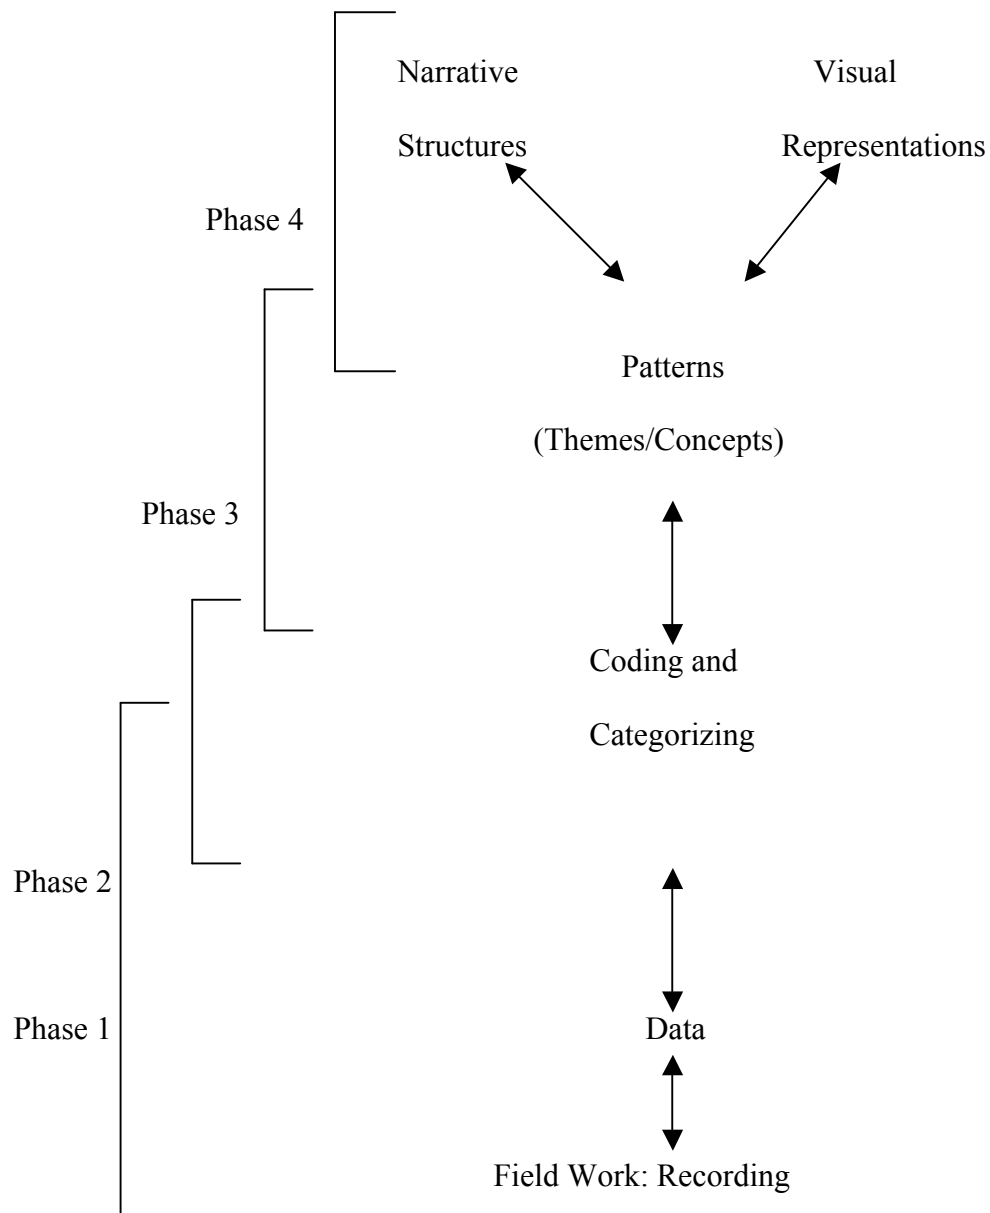 Narrative Visual
Structures Representations
Phase 4
Patterns
(Themes/Concepts)
Phase 3
Coding and
Categorizing
Phase 2
Phase 1 Data
Field Work: Recording